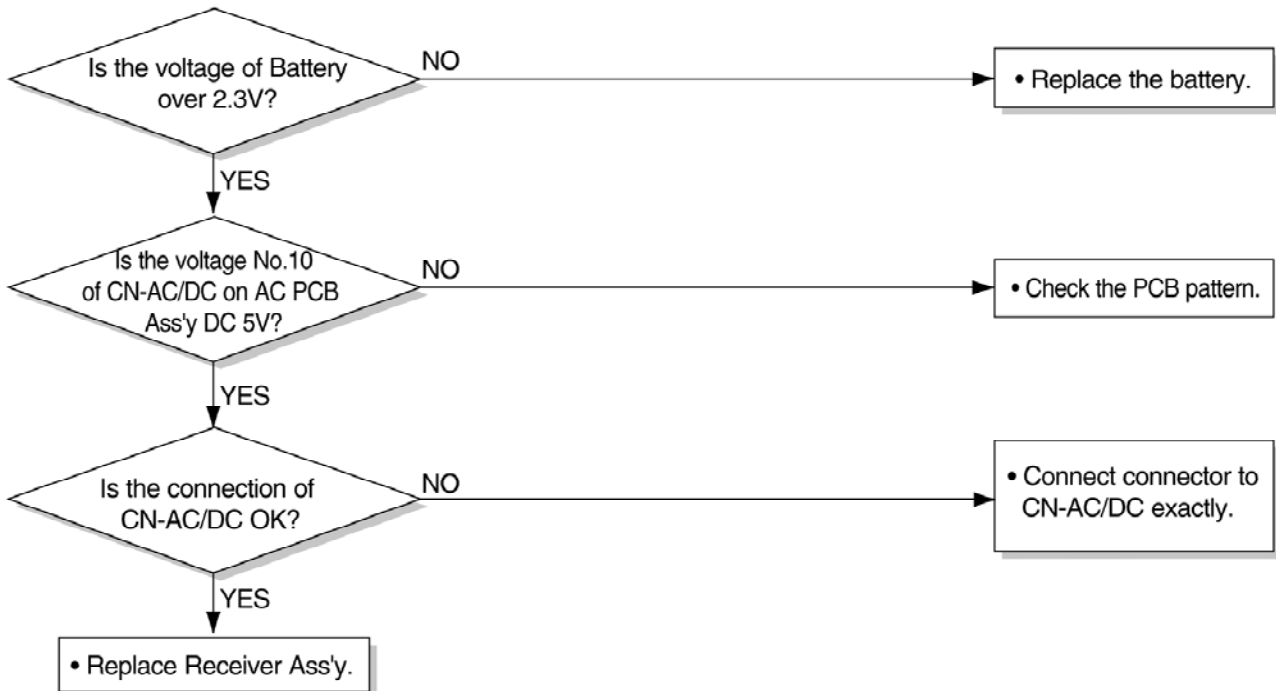 Is the voltage of Battery
over 2.3V?
NO
• Replace the battery.
YES
Is the voltage No.10
of CN-AC/DC on AC PCB
Ass'y DC 5V?
NO
• Check the PCB pattern.
YES
Is the connection of
CN-AC/DC OK?
NO
• Connect connector to
CN-AC/DC exactly.
YES
• Replace Receiver Ass'y.